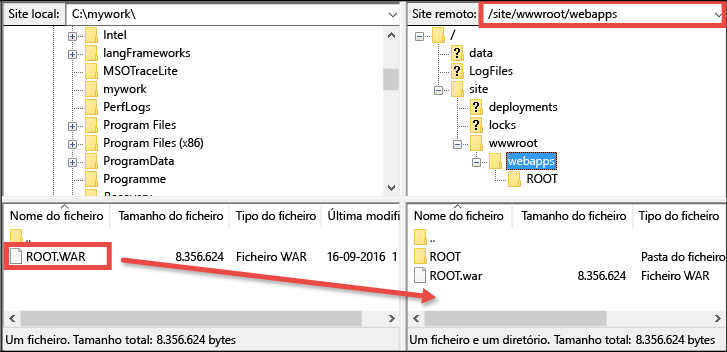 Site local: C:\mywork\
Intel
langFrameworks
MSOTraceLite
mywork
PerfLogs
Program Files
Program Files (x86)
ProgramData
Programme
Recovery
Nome do ficheiro Tamanho do ficheiro Tipo do ficheiro Última modifi
..
ROOT.WAR 8.356.624 Ficheiro WAR 16-09-2016 1
Um ficheiro. Tamanho total: 8.356.624 bytes
Site remoto: /site/wwwroot/webapps
/
? data
? LogFiles
site
? deployments
? locks
wwwroot
webapps
ROOT
Nome do ficheiro Tamanho do ficheiro Tipo do ficheiro
..
ROOT Pasta do ficheiro
ROOT.war 8.356.624 Ficheiro WAR
Um ficheiro e um diretório. Tamanho total: 8.356.624 bytes